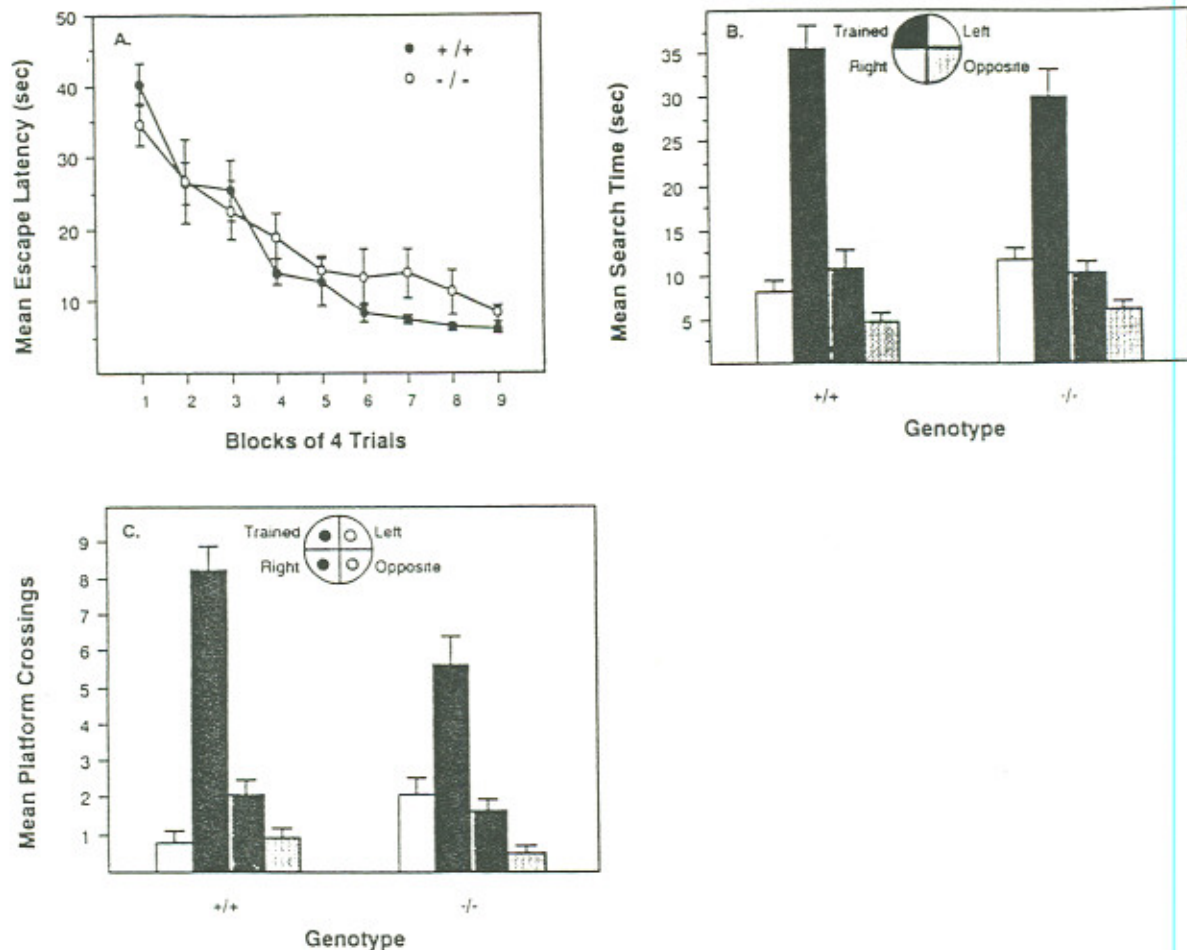 A.
+/+
-/-
50
40
30
20
10
Mean Escape Latency (sec)
1 2 3 4 5 6 7 8 9
Blocks of 4 Trials
B.
Trained Left
Right Opposite
35
30
25
20
15
10
5
Mean Search Time (sec)
+/+ -/-
Genotype
C.
Trained Left
Right Opposite
9
8
7
6
5
4
3
2
1
Mean Platform Crossings
+/+ -/-
Genotype